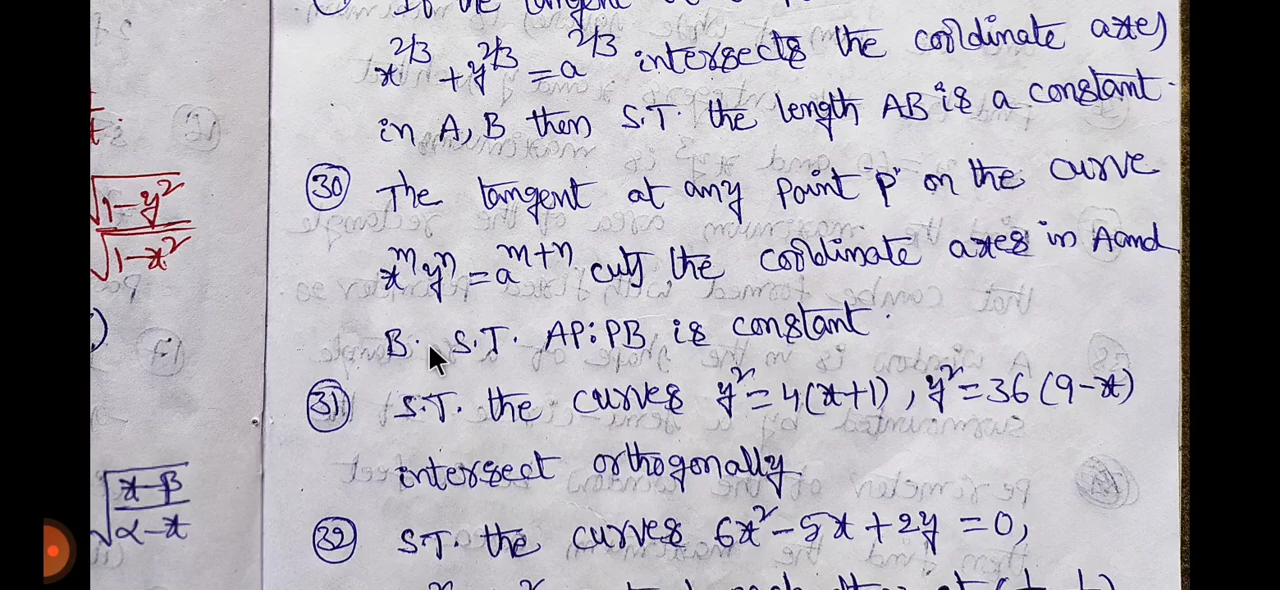 the tangent
x^{2/3} + y^{2/3} = a^{2/3} intersects the coordinate axes
in A, B then S.T. the length AB is a constant.
30 The tangent at any point "P" on the curve
x^m y^n = a^{m+n} cuts the coordinate axes in A and
B. S.T. AP:PB is constant.
31 S.T. the curves y^2 = 4(x+1), y^2 = 36(9-x)
intersect orthogonally
32 S.T. the curves 6x^2 - 5x + 2y = 0,
√(1-y^2)
√(1-x^2)
√(x-β
α-x)